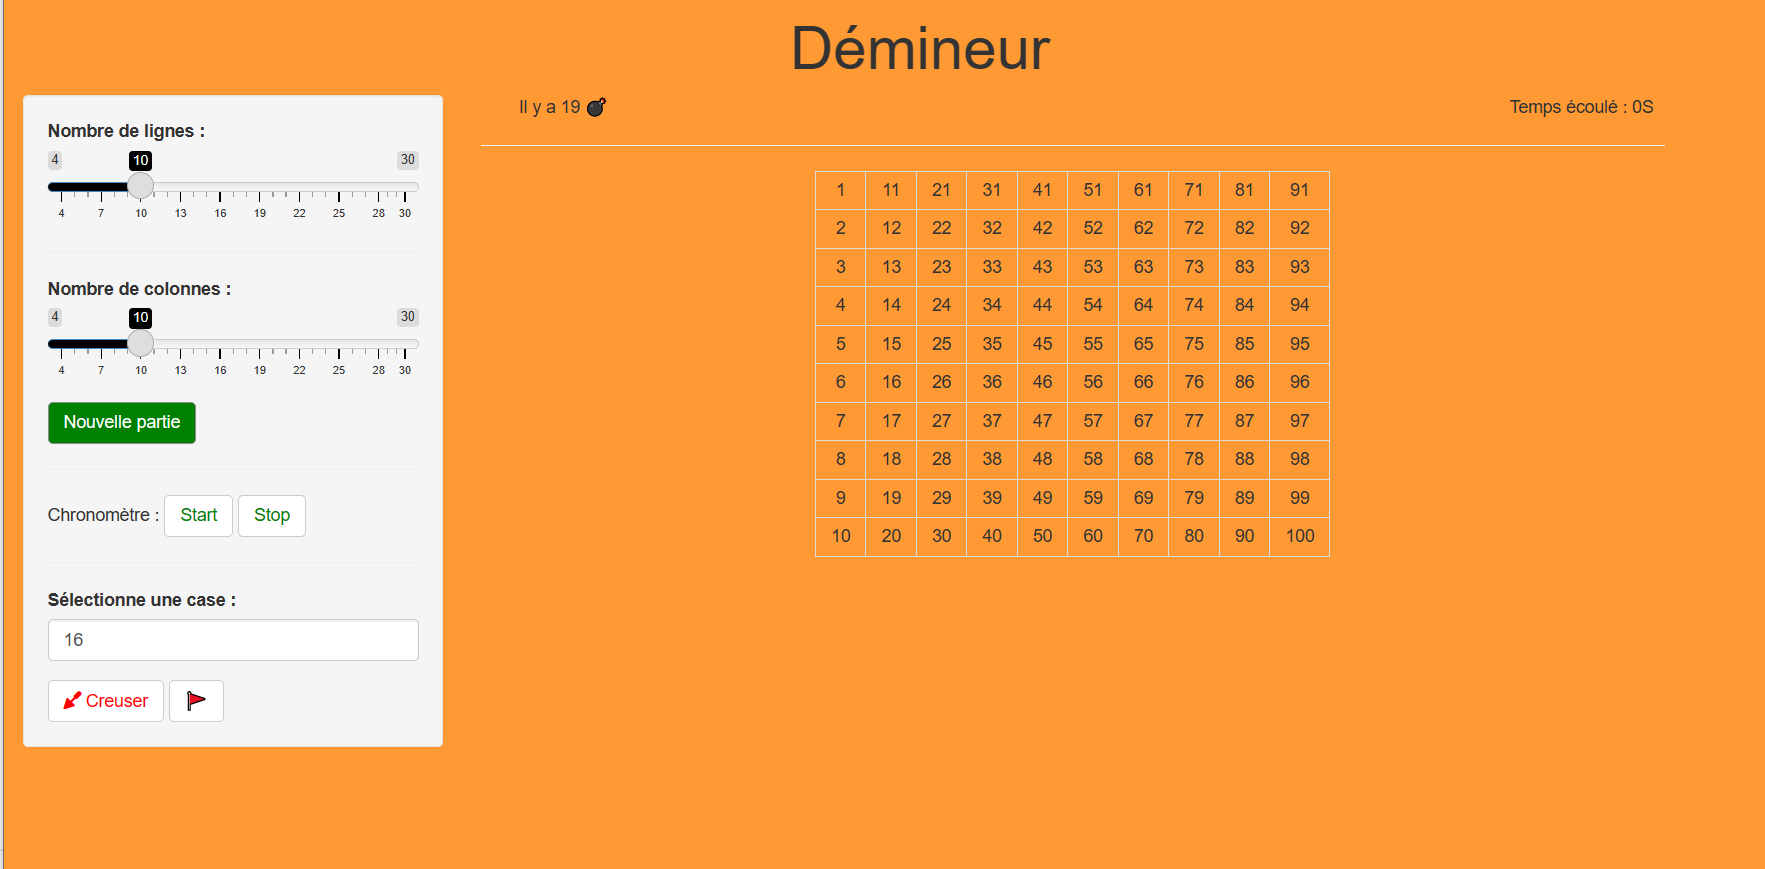 Démineur
Nombre de lignes :
4 10 30
4 7 10 13 16 19 22 25 28 30
Nombre de colonnes :
4 10 30
4 7 10 13 16 19 22 25 28 30
Nouvelle partie
Chronomètre : Start Stop
Sélectionne une case :
16
Creuser
Il y a 19
Temps écoulé : 0S
1 11 21 31 41 51 61 71 81 91
2 12 22 32 42 52 62 72 82 92
3 13 23 33 43 53 63 73 83 93
4 14 24 34 44 54 64 74 84 94
5 15 25 35 45 55 65 75 85 95
6 16 26 36 46 56 66 76 86 96
7 17 27 37 47 57 67 77 87 97
8 18 28 38 48 58 68 78 88 98
9 19 29 39 49 59 69 79 89 99
10 20 30 40 50 60 70 80 90 100